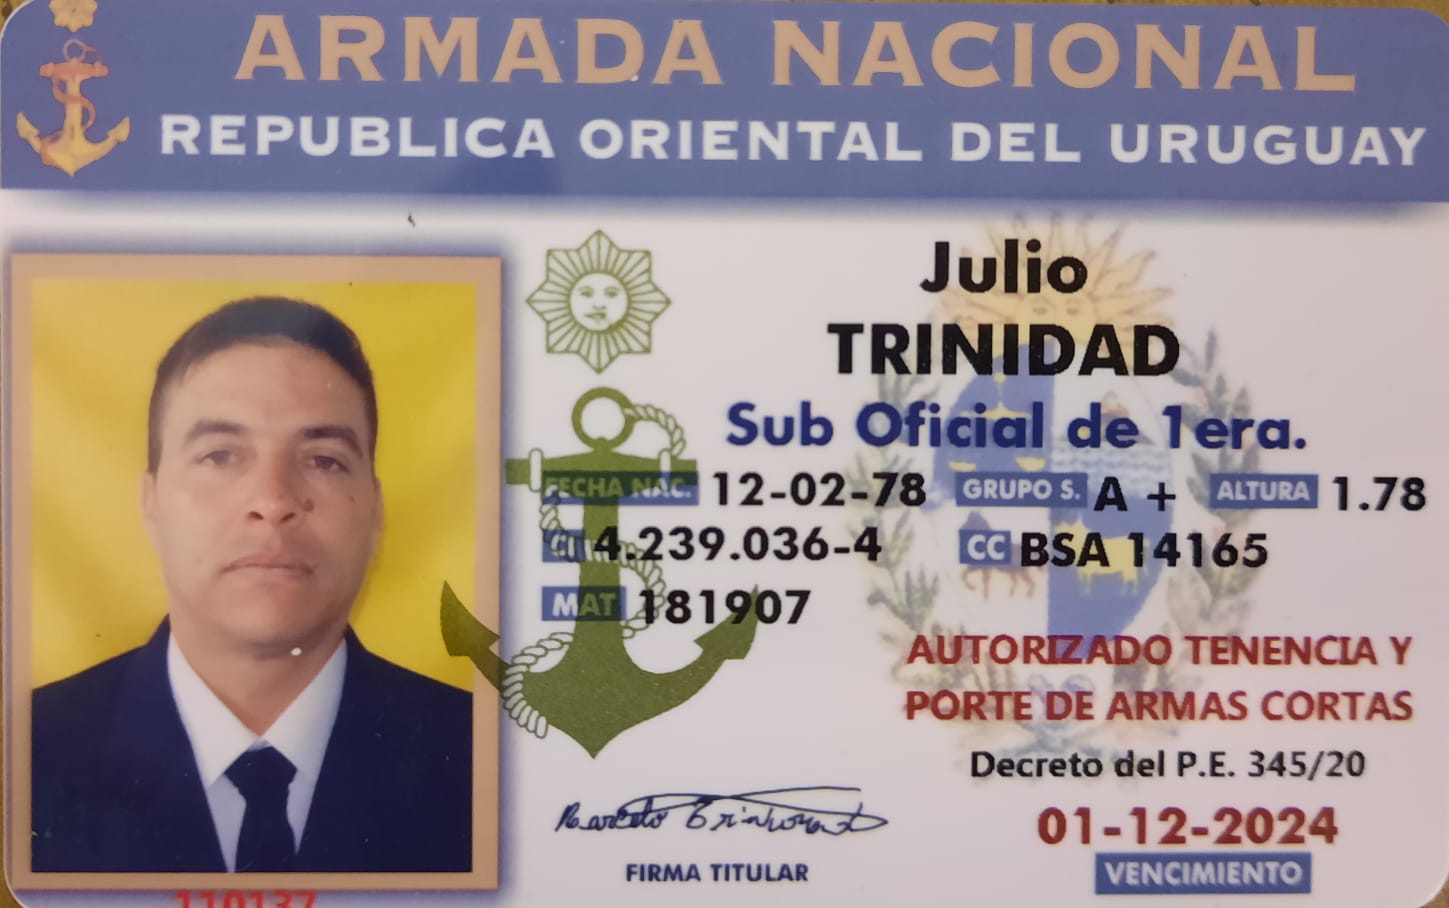 ARMADA NACIONAL
REPUBLICA ORIENTAL DEL URUGUAY
Julio
TRINIDAD
Sub Oficial de 1era.
FECHA NAC. 12-02-78 GRUPO S. A + ALTURA 1.78
CI 4.239.036-4 CC BSA 14165
MAT 181907
AUTORIZADO TENENCIA Y
PORTE DE ARMAS CORTAS
Decreto del P.E. 345/20
01-12-2024
VENCIMIENTO
FIRMA TITULAR
110137